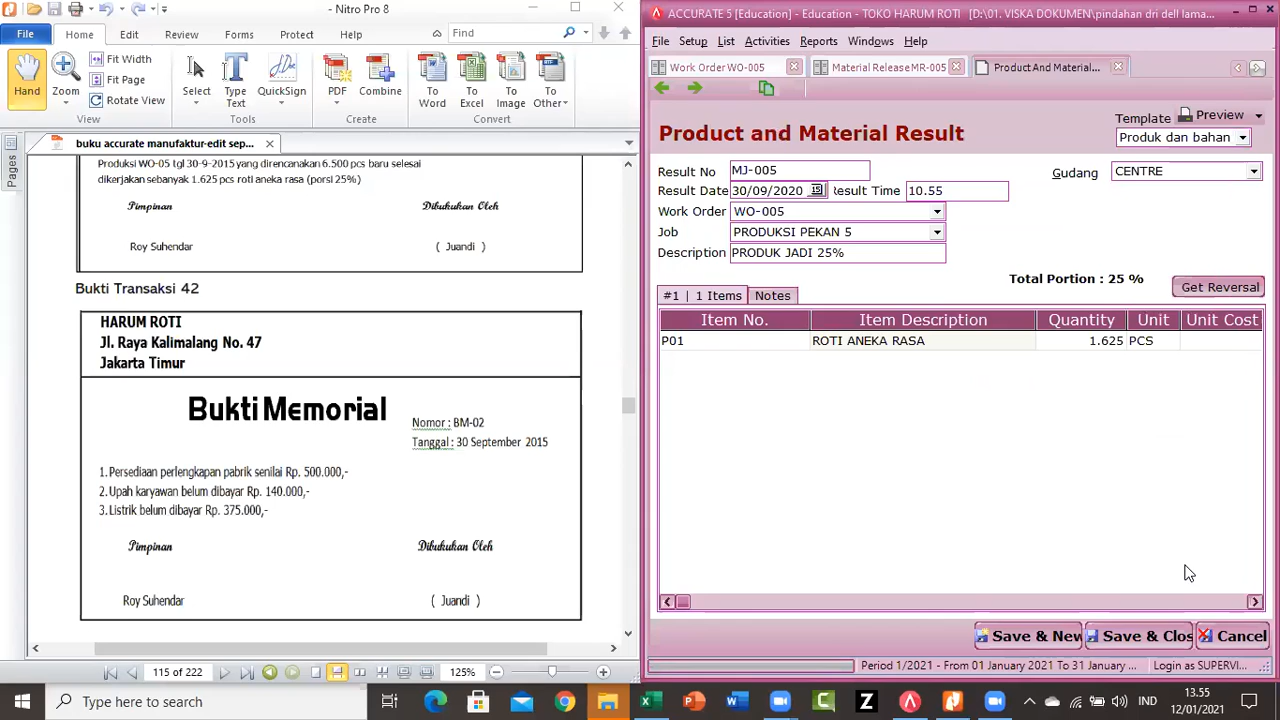 - Nitro Pro 8
File Home Edit Review Forms Protect Help Find
Hand Zoom Fit Width Fit Page Rotate View
View
Select Type Text QuickSign
Tools
PDF Combine
Create
To Word To Excel To Image To Other
Convert
buku accurate manufaktur-edit sep...
Pages
Produksi WO-05 tgl 30-9-2015 yang direncanakan 6.500 pcs baru selesai
dikerjakan sebanyak 1.625 pcs roti aneka rasa (porsi 25%)
Pimpinan Dibukukan Oleh
Roy Suhendar ( Juandi )
Bukti Transaksi 42
HARUM ROTI
Jl. Raya Kalimalang No. 47
Jakarta Timur
Bukti Memorial
Nomor : BM-02
Tanggal : 30 September 2015
1. Persediaan perlengkapan pabrik senilai Rp. 500.000,-
2. Upah karyawan belum dibayar Rp. 140.000,-
3. Listrik belum dibayar Rp. 375.000,-
Pimpinan Dibukukan Oleh
Roy Suhendar ( Juandi )
115 of 222 125%
ACCURATE 5 [Education] - Education - TOKO HARUM ROTI [D:\01. VISKA DOKUMEN\pindahan dri dell lama...
File Setup List Activities Reports Windows Help
Work Order WO-005 Material Release MR-005 Product And Material...
Product and Material Result
Template Preview
Produk dan bahan
Result No MJ-005 Gudang CENTRE
Result Date 30/09/2020 15 Result Time 10.55
Work Order WO-005
Job PRODUKSI PEKAN 5
Description PRODUK JADI 25%
Total Portion : 25 % Get Reversal
#1 | 1 Items Notes
Item No. Item Description Quantity Unit Unit Cost
P01 ROTI ANEKA RASA 1.625 PCS
Save & New Save & Clos Cancel
Period 1/2021 - From 01 January 2021 To 31 January ... Login as SUPERVI...
Type here to search
IND 13.55
12/01/2021